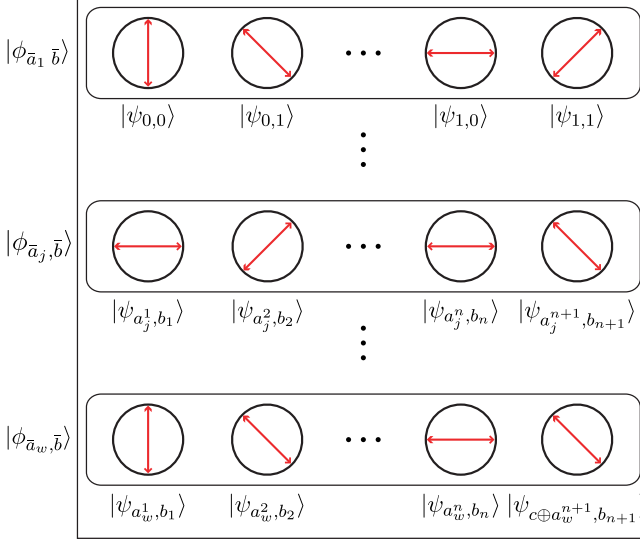 |ϕ_{ā_1 b̄}⟩ ···
|ψ_{0,0}⟩ |ψ_{0,1}⟩ |ψ_{1,0}⟩ |ψ_{1,1}⟩
⋮
|ϕ_{ā_j, b̄}⟩ ···
|ψ_{a_j^1, b_1}⟩ |ψ_{a_j^2, b_2}⟩ |ψ_{a_j^n, b_n}⟩ |ψ_{a_j^{n+1}, b_{n+1}}⟩
⋮
|ϕ_{ā_w, b̄}⟩ ···
|ψ_{a_w^1, b_1}⟩ |ψ_{a_w^2, b_2}⟩ |ψ_{a_w^n, b_n}⟩ |ψ_{c⊕a_w^{n+1}, b_{n+1}}